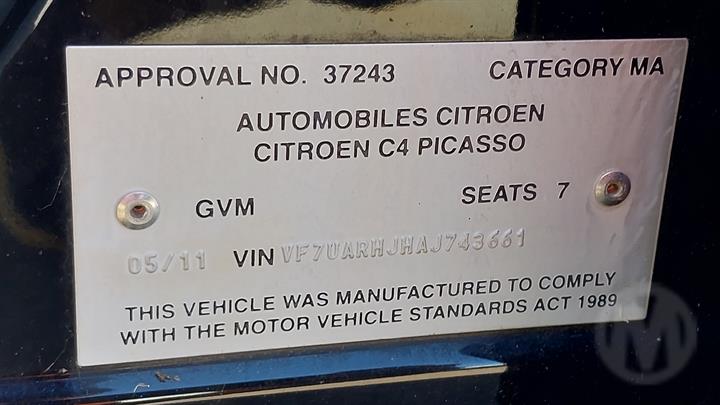 APPROVAL NO. 37243 CATEGORY MA
AUTOMOBILES CITROEN
CITROEN C4 PICASSO
GVM SEATS 7
05/11 VIN VF7UARHJHAJ743661
THIS VEHICLE WAS MANUFACTURED TO COMPLY
WITH THE MOTOR VEHICLE STANDARDS ACT 1989
M